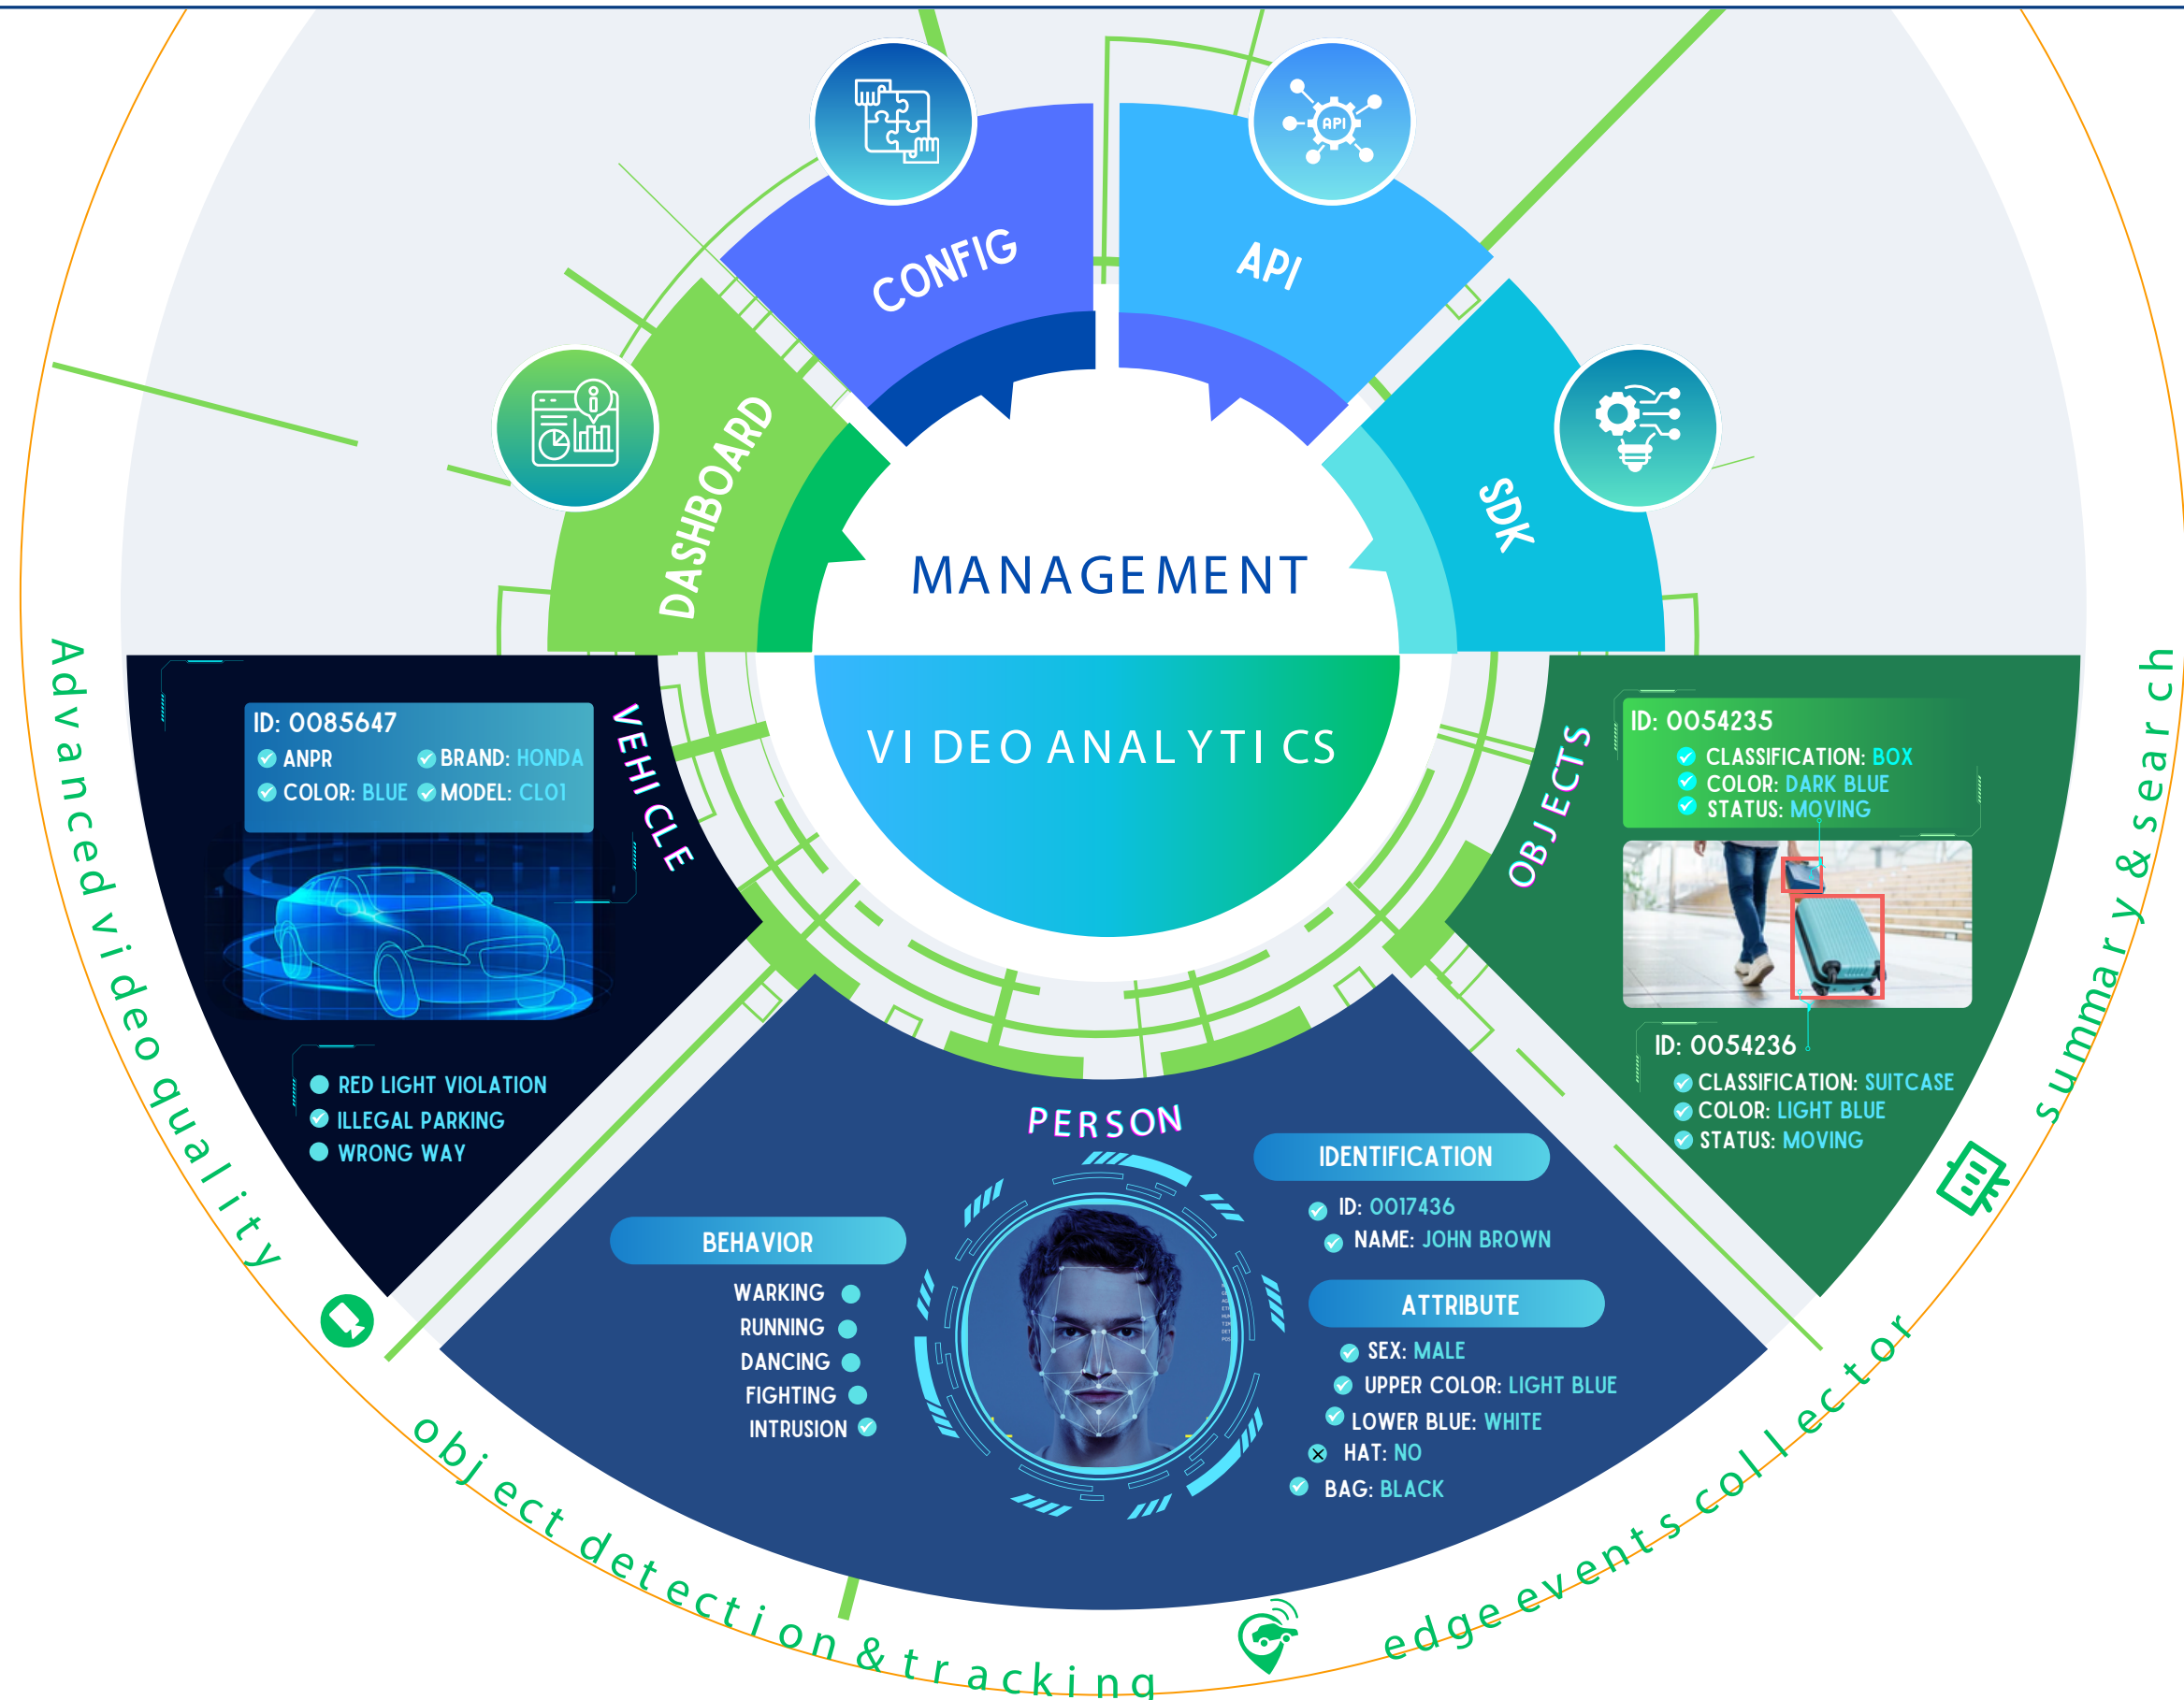 CONFIG
API
API
DASHBOARD
SDK
MANAGEMENT
VIDEO ANALYTICS
VEHICLE
ID: 0085647
ANPR
BRAND: HONDA
COLOR: BLUE
MODEL: CL01
RED LIGHT VIOLATION
ILLEGAL PARKING
WRONG WAY
OBJECTS
ID: 0054235
CLASSIFICATION: BOX
COLOR: DARK BLUE
STATUS: MOVING
ID: 0054236
CLASSIFICATION: SUITCASE
COLOR: LIGHT BLUE
STATUS: MOVING
PERSON
BEHAVIOR
WARKING
RUNNING
DANCING
FIGHTING
INTRUSION
IDENTIFICATION
ID: 0017436
NAME: JOHN BROWN
ATTRIBUTE
SEX: MALE
UPPER COLOR: LIGHT BLUE
LOWER BLUE: WHITE
HAT: NO
BAG: BLACK
Advanced video quality
object detection & tracking
edge events collector
summary & search